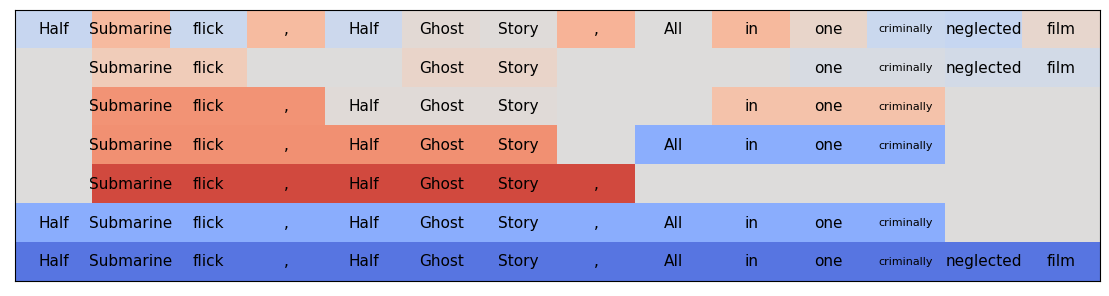 Half Submarine flick , Half Ghost Story , All in one criminally neglected film
Submarine flick Ghost Story one criminally neglected film
Submarine flick , Half Ghost Story in one criminally
Submarine flick , Half Ghost Story All in one criminally
Submarine flick , Half Ghost Story ,
Half Submarine flick , Half Ghost Story , All in one criminally
Half Submarine flick , Half Ghost Story , All in one criminally neglected film